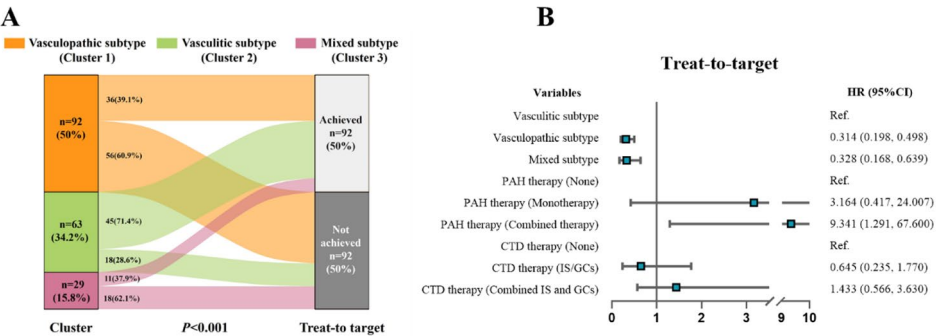 A
Vasculopathic subtype
(Cluster 1)
Vasculitic subtype
(Cluster 2)
Mixed subtype
(Cluster 3)
n=92
(50%)
n=63
(34.2%)
n=29
(15.8%)
36(39.1%)
56(60.9%)
45(71.4%)
18(28.6%)
11(37.9%)
18(62.1%)
Achieved
n=92
(50%)
Not
achieved
n=92
(50%)
Cluster
P<0.001
Treat-to target
B
Treat-to-target
Variables
HR (95%CI)
Vasculitic subtype
Ref.
Vasculopathic subtype
0.314 (0.198, 0.498)
Mixed subtype
0.328 (0.168, 0.639)
PAH therapy (None)
Ref.
PAH therapy (Monotherapy)
3.164 (0.417, 24.007)
PAH therapy (Combined therapy)
9.341 (1.291, 67.600)
CTD therapy (None)
Ref.
CTD therapy (IS/GCs)
0.645 (0.235, 1.770)
CTD therapy (Combined IS and GCs)
1.433 (0.566, 3.630)
0 1 2 3 9 10